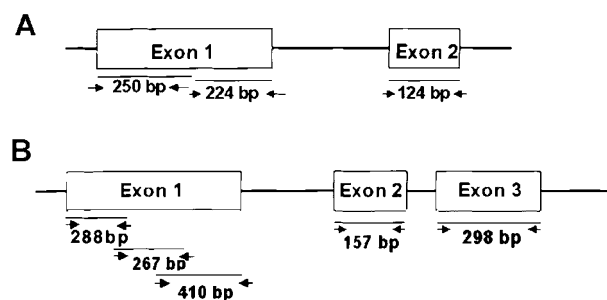 A
Exon 1
Exon 2
250 bp
224 bp
124 bp
B
Exon 1
Exon 2
Exon 3
288bp
157 bp
298 bp
267 bp
410 bp